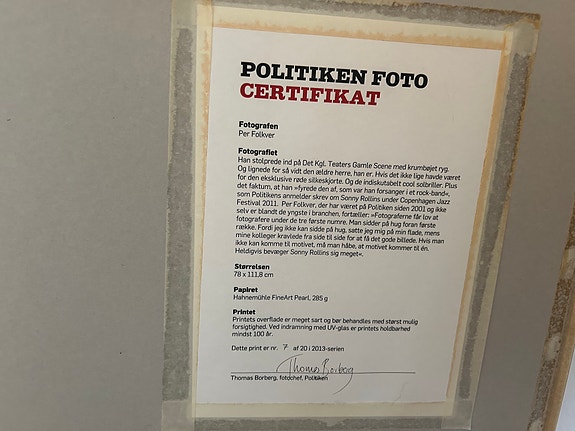 POLITIKEN FOTO
CERTIFIKAT
Fotografen
Per Folkver
Fotografiet
Han stolprede ind på Det Kgl. Teaters Gamle Scene med krumbøjet ryg.
Og lignede for så vidt den ældre herre, han er. Hvis det ikke lige havde været
for den eksklusive røde silkeskjorte. Og de indiskutabelt cool solbriller. Plus
det faktum, at han »fyrede den af, som var han forsanger i et rock-band«,
som Politikens anmelder skrev om Sonny Rollins under Copenhagen Jazz
Festival 2011.  Per Folkver, der har været på Politiken siden 2001 og ikke
selv er blandt de yngste i branchen, fortæller: »Fotograferne får lov at
fotografere under de tre første numre. Man sidder på hug foran første
række. Fordi jeg ikke kan sidde på hug, satte jeg mig på min flade, mens
mine kolleger kravlede fra side til side for at få det gode billede. Hvis man
ikke kan komme til motivet, må man håbe, at motivet kommer til én.
Heldigvis bevæger Sonny Rollins sig meget«.
Størrelsen
78 x 111,8 cm
Papiret
Hahnemühle FineArt Pearl, 285 g
Printet
Printets overflade er meget sart og bør behandles med størst mulig
forsigtighed. Ved indramning med UV-glas er printets holdbarhed
mindst 100 år.
Dette print er nr. 7 af 20 i 2013-serien
Thomas Borberg
Thomas Borberg, fotochef, Politiken